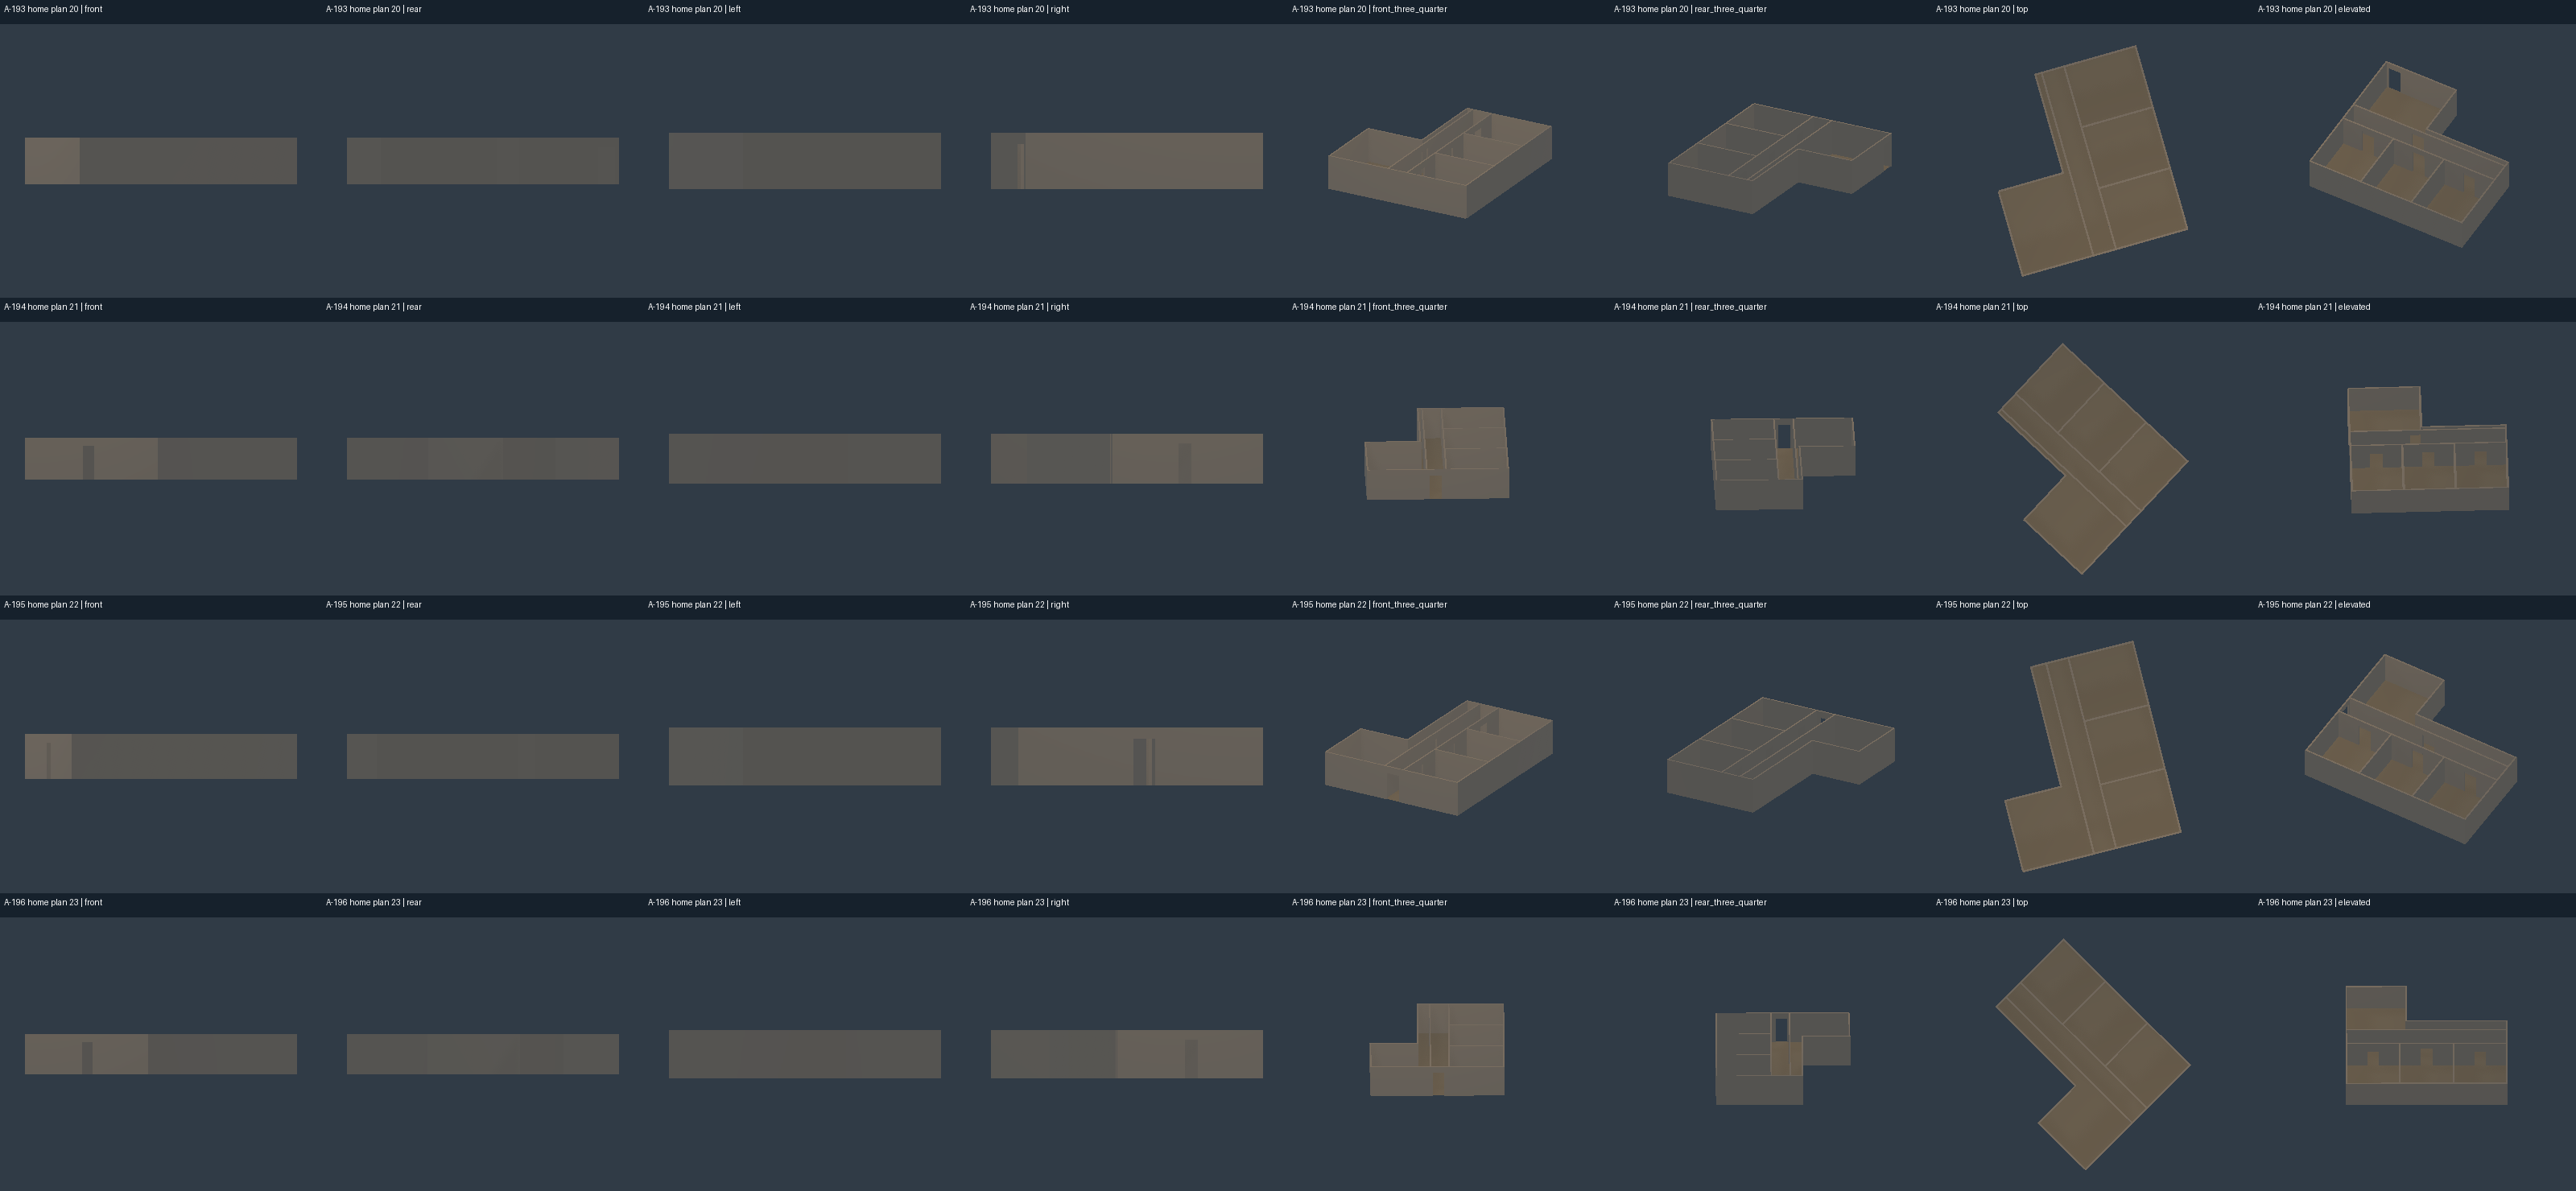 A-193 home plan 20 | front
A-193 home plan 20 | rear
A-193 home plan 20 | left
A-193 home plan 20 | right
A-193 home plan 20 | front_three_quarter
A-193 home plan 20 | rear_three_quarter
A-193 home plan 20 | top
A-193 home plan 20 | elevated
A-194 home plan 21 | front
A-194 home plan 21 | rear
A-194 home plan 21 | left
A-194 home plan 21 | right
A-194 home plan 21 | front_three_quarter
A-194 home plan 21 | rear_three_quarter
A-194 home plan 21 | top
A-194 home plan 21 | elevated
A-195 home plan 22 | front
A-195 home plan 22 | rear
A-195 home plan 22 | left
A-195 home plan 22 | right
A-195 home plan 22 | front_three_quarter
A-195 home plan 22 | rear_three_quarter
A-195 home plan 22 | top
A-195 home plan 22 | elevated
A-196 home plan 23 | front
A-196 home plan 23 | rear
A-196 home plan 23 | left
A-196 home plan 23 | right
A-196 home plan 23 | front_three_quarter
A-196 home plan 23 | rear_three_quarter
A-196 home plan 23 | top
A-196 home plan 23 | elevated